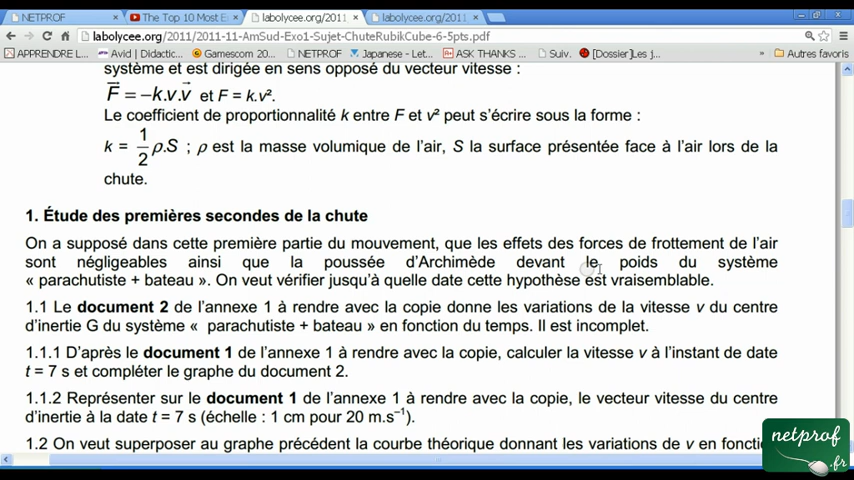 NETPROF
The Top 10 Most E
labolycee.org/2011
labolycee.org/2011/
labolycee.org/2011/2011-11-AmSud-Exo1-Sujet-ChuteRubikCube-6-5pts.pdf
APPRENDRE L...
Avid | Didactic...
Gamescom 20...
NETPROF
Japanese - Let...
ASK THANKS ...
Suiv.
[Dossier]Les j...
Autres favoris
système et est dirigée en sens opposé du vecteur vitesse :
F = −k.v.v et F = k.v².
Le coefficient de proportionnalité k entre F et v² peut s'écrire sous la forme :
k = 1/2 ρ.S ; ρ est la masse volumique de l'air, S la surface présentée face à l'air lors de la
chute.
1. Étude des premières secondes de la chute
On a supposé dans cette première partie du mouvement, que les effets des forces de frottement de l'air
sont négligeables ainsi que la poussée d'Archimède devant le poids du système
« parachutiste + bateau ». On veut vérifier jusqu'à quelle date cette hypothèse est vraisemblable.
1.1 Le document 2 de l'annexe 1 à rendre avec la copie donne les variations de la vitesse v du centre
d'inertie G du système « parachutiste + bateau » en fonction du temps. Il est incomplet.
1.1.1 D'après le document 1 de l'annexe 1 à rendre avec la copie, calculer la vitesse v à l'instant de date
t = 7 s et compléter le graphe du document 2.
1.1.2 Représenter sur le document 1 de l'annexe 1 à rendre avec la copie, le vecteur vitesse du centre
d'inertie à la date t = 7 s (échelle : 1 cm pour 20 m.s⁻¹).
1.2 On veut superposer au graphe précédent la courbe théorique donnant les variations de v en foncti
netprof
.fr